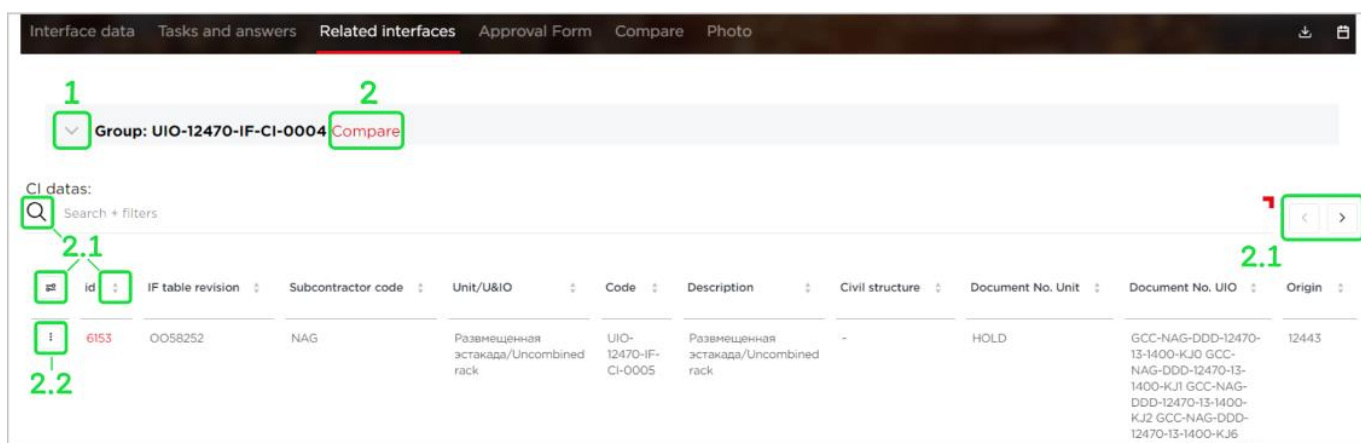 Interface data Tasks and answers Related interfaces Approval Form Compare Photo
1 2
Group: UIO-12470-IF-CI-0004 Compare
CI datas:
Search + filters
2.1 2.1
id IF table revision Subcontractor code Unit/U&IO Code Description Civil structure Document No. Unit Document No. UIO Origin
6153 OO58252 NAG Размещенная UIO- Размещенная - HOLD GCC-NAG-DDD-12470- 12443
эстакада/Uncombined 12470-IF- эстакада/Uncombined 13-1400-KJ0 GCC-
rack CI-0005 rack NAG-DDD-12470-13-
2.2 1400-KJ1 GCC-NAG-
DDD-12470-13-1400-
KJ2 GCC-NAG-DDD-
12470-13-1400-KJ6